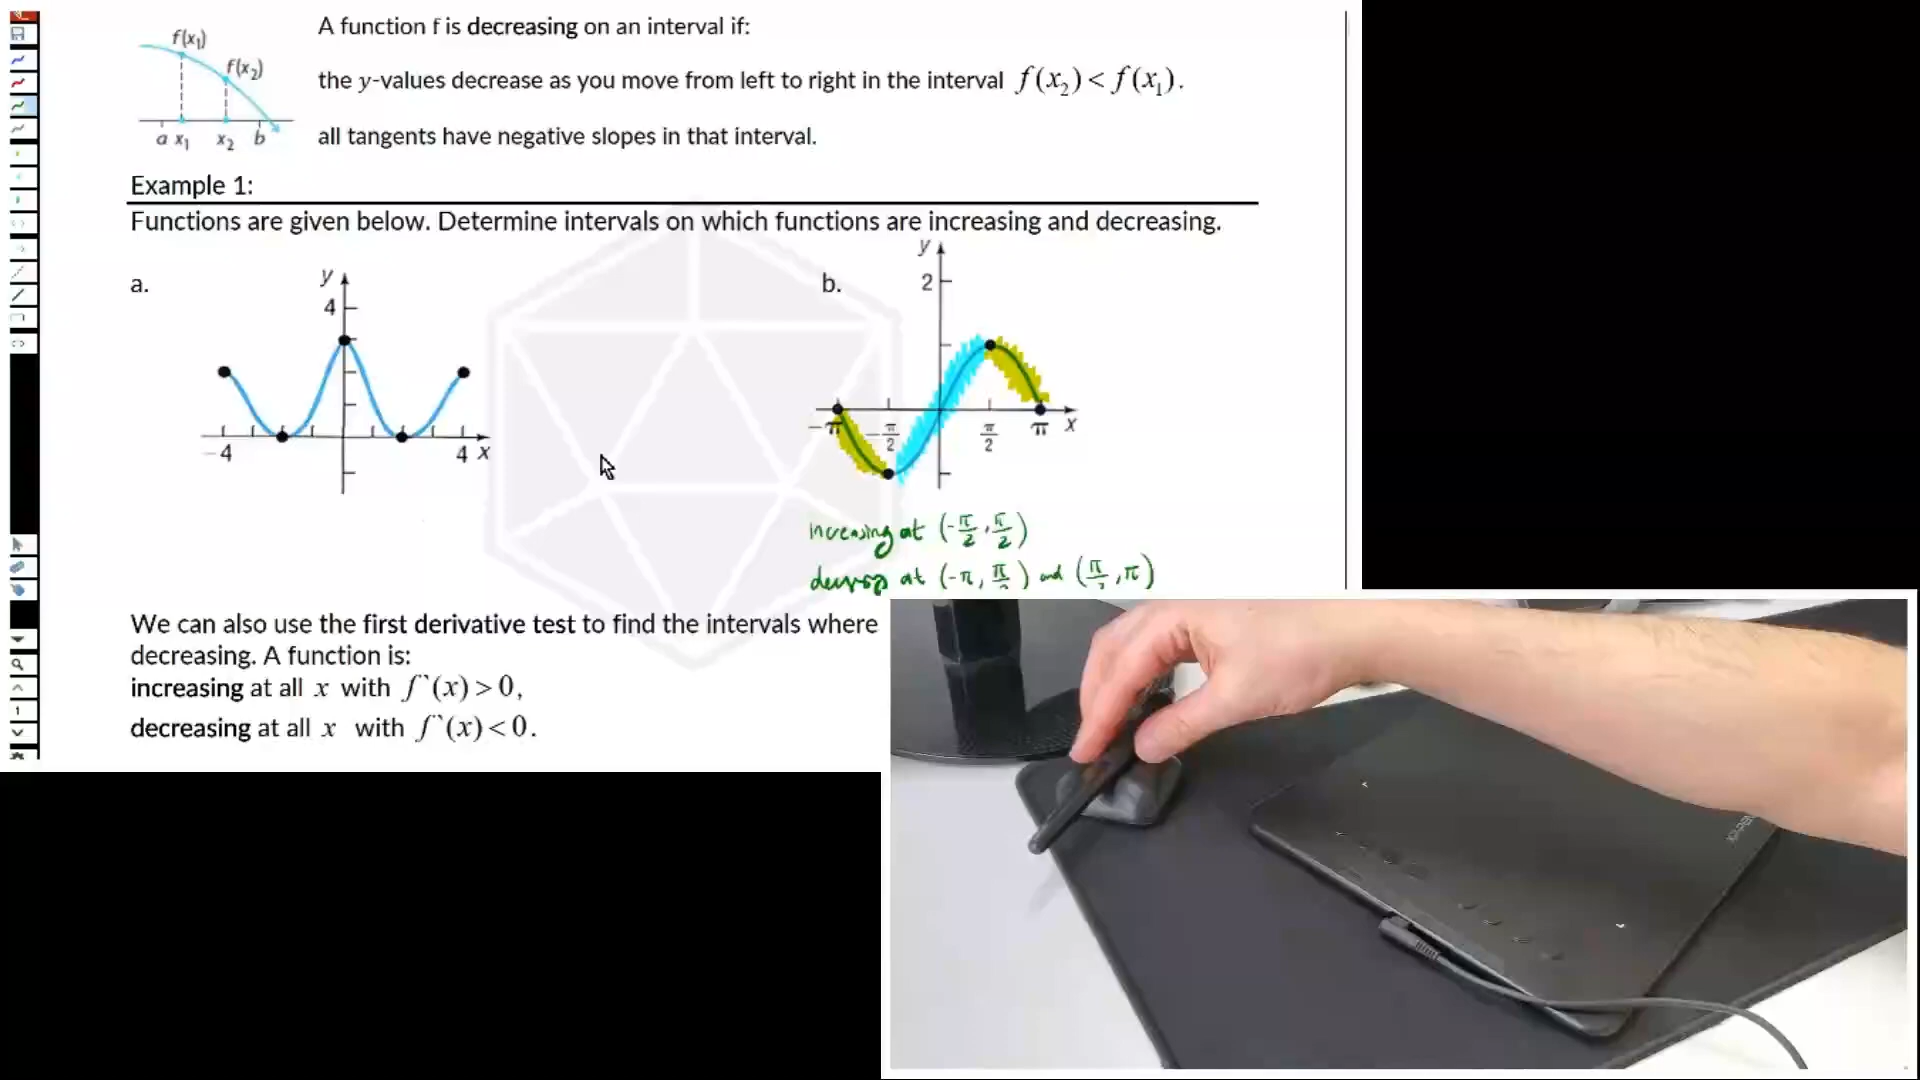 f(x₁)
f(x₂)
a x₁ x₂ b
A function f is decreasing on an interval if:
the y-values decrease as you move from left to right in the interval f(x₂) < f(x₁).
all tangents have negative slopes in that interval.
Example 1:
Functions are given below. Determine intervals on which functions are increasing and decreasing.
a.
y
4
-4
4 x
b.
y
2
-π
-π/2
π/2
π x
increasing at (-π/2, π/2)
at (-π, and , π)
We can also use the first derivative test to find the intervals where
decreasing. A function is:
increasing at all x with f`(x) > 0,
decreasing at all x with f`(x) < 0.
1